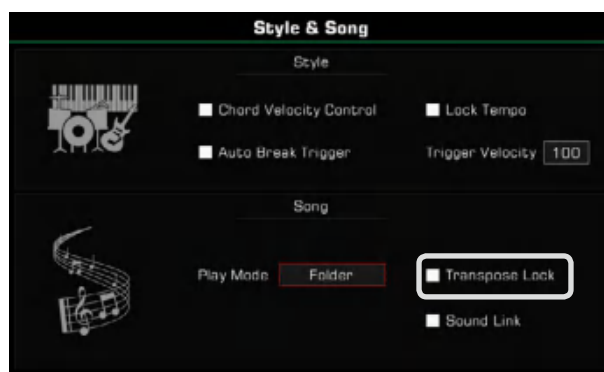 Style & Song
Style
Chord Velocity Control
Lock Tempo
Auto Break Trigger
Trigger Velocity 100
Song
Play Mode Folder
Transpose Lock
Sound Link